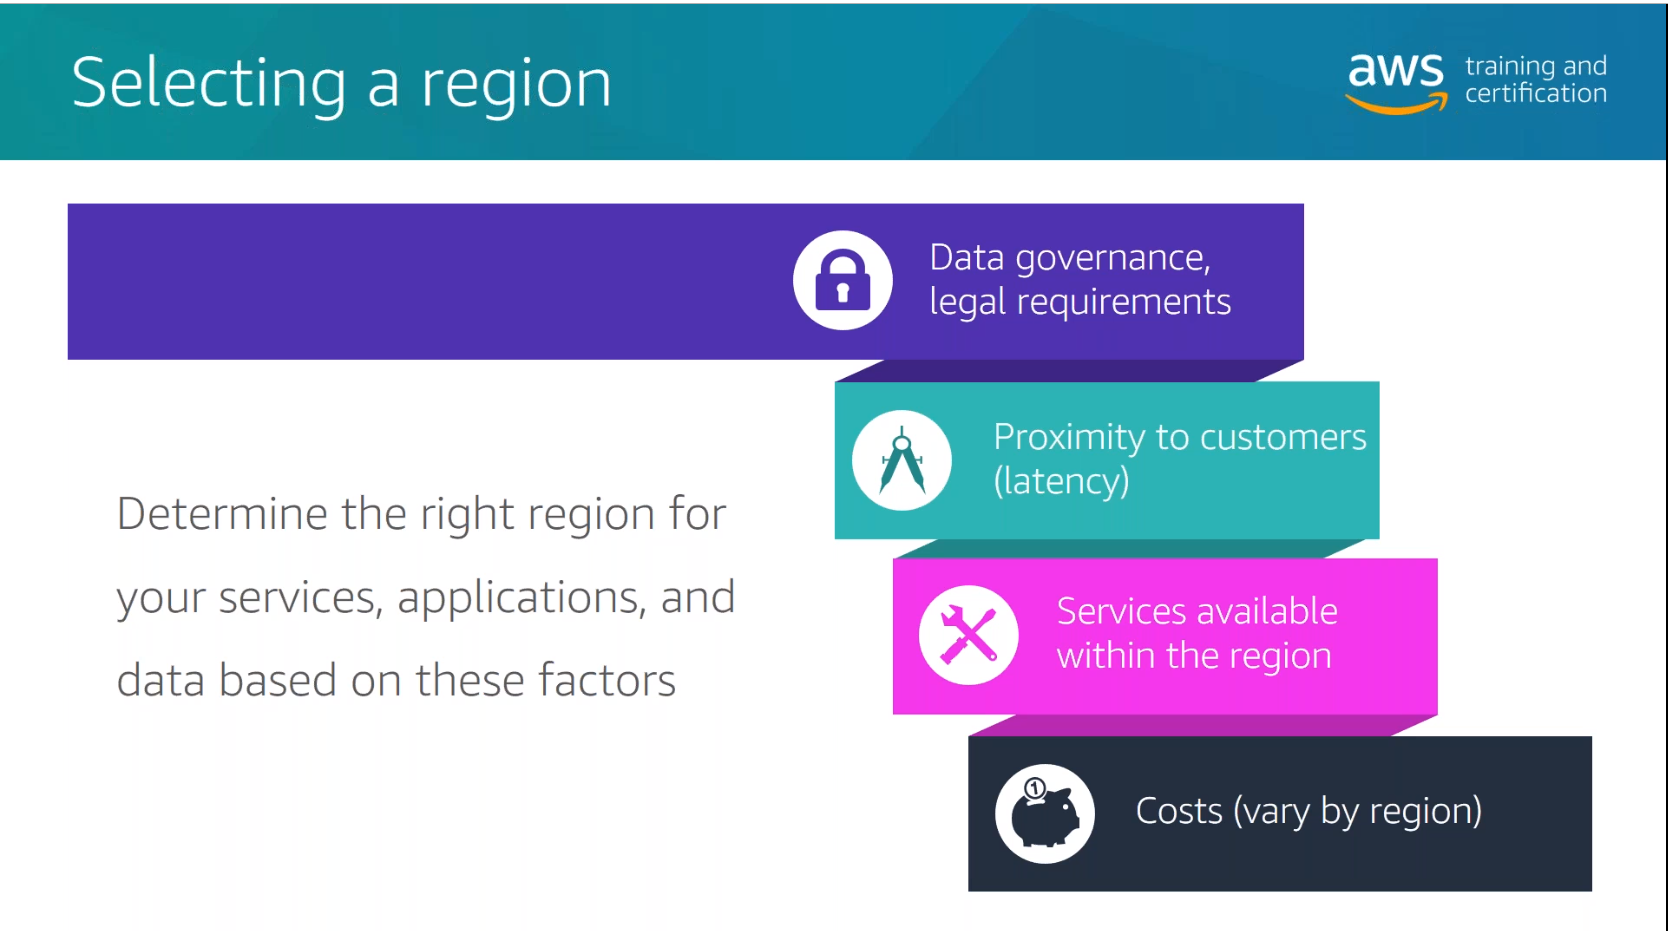 Selecting a region
aws training and
certification
Data governance,
legal requirements
Proximity to customers
(latency)
Determine the right region for
your services, applications, and
data based on these factors
Services available
within the region
1
Costs (vary by region)